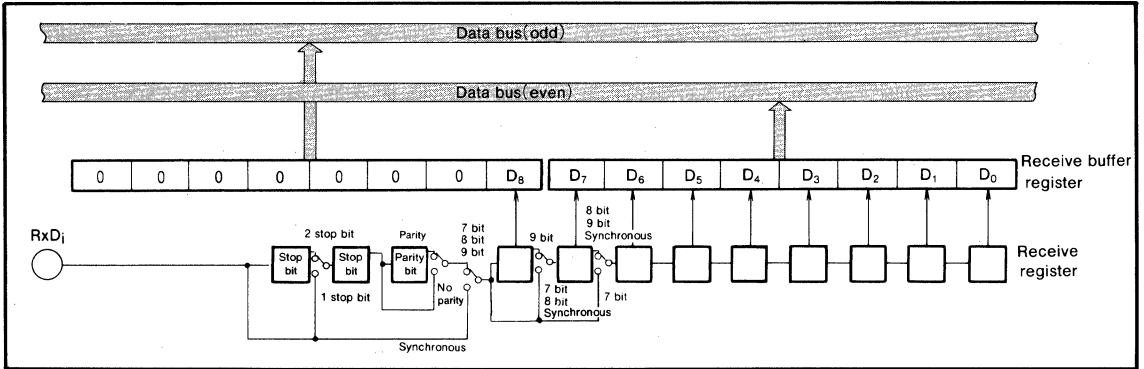 Data bus(odd)
Data bus(even)
0 0 0 0 0 0 0 D8 D7 D6 D5 D4 D3 D2 D1 D0
Receive buffer
register
8 bit
9 bit
Synchronous
RxDi
2 stop bit
Parity
7 bit
8 bit
9 bit
9 bit
Stop
bit
Stop
bit
Parity
bit
Receive
register
1 stop bit
No
parity
7 bit
8 bit
Synchronous
7 bit
Synchronous